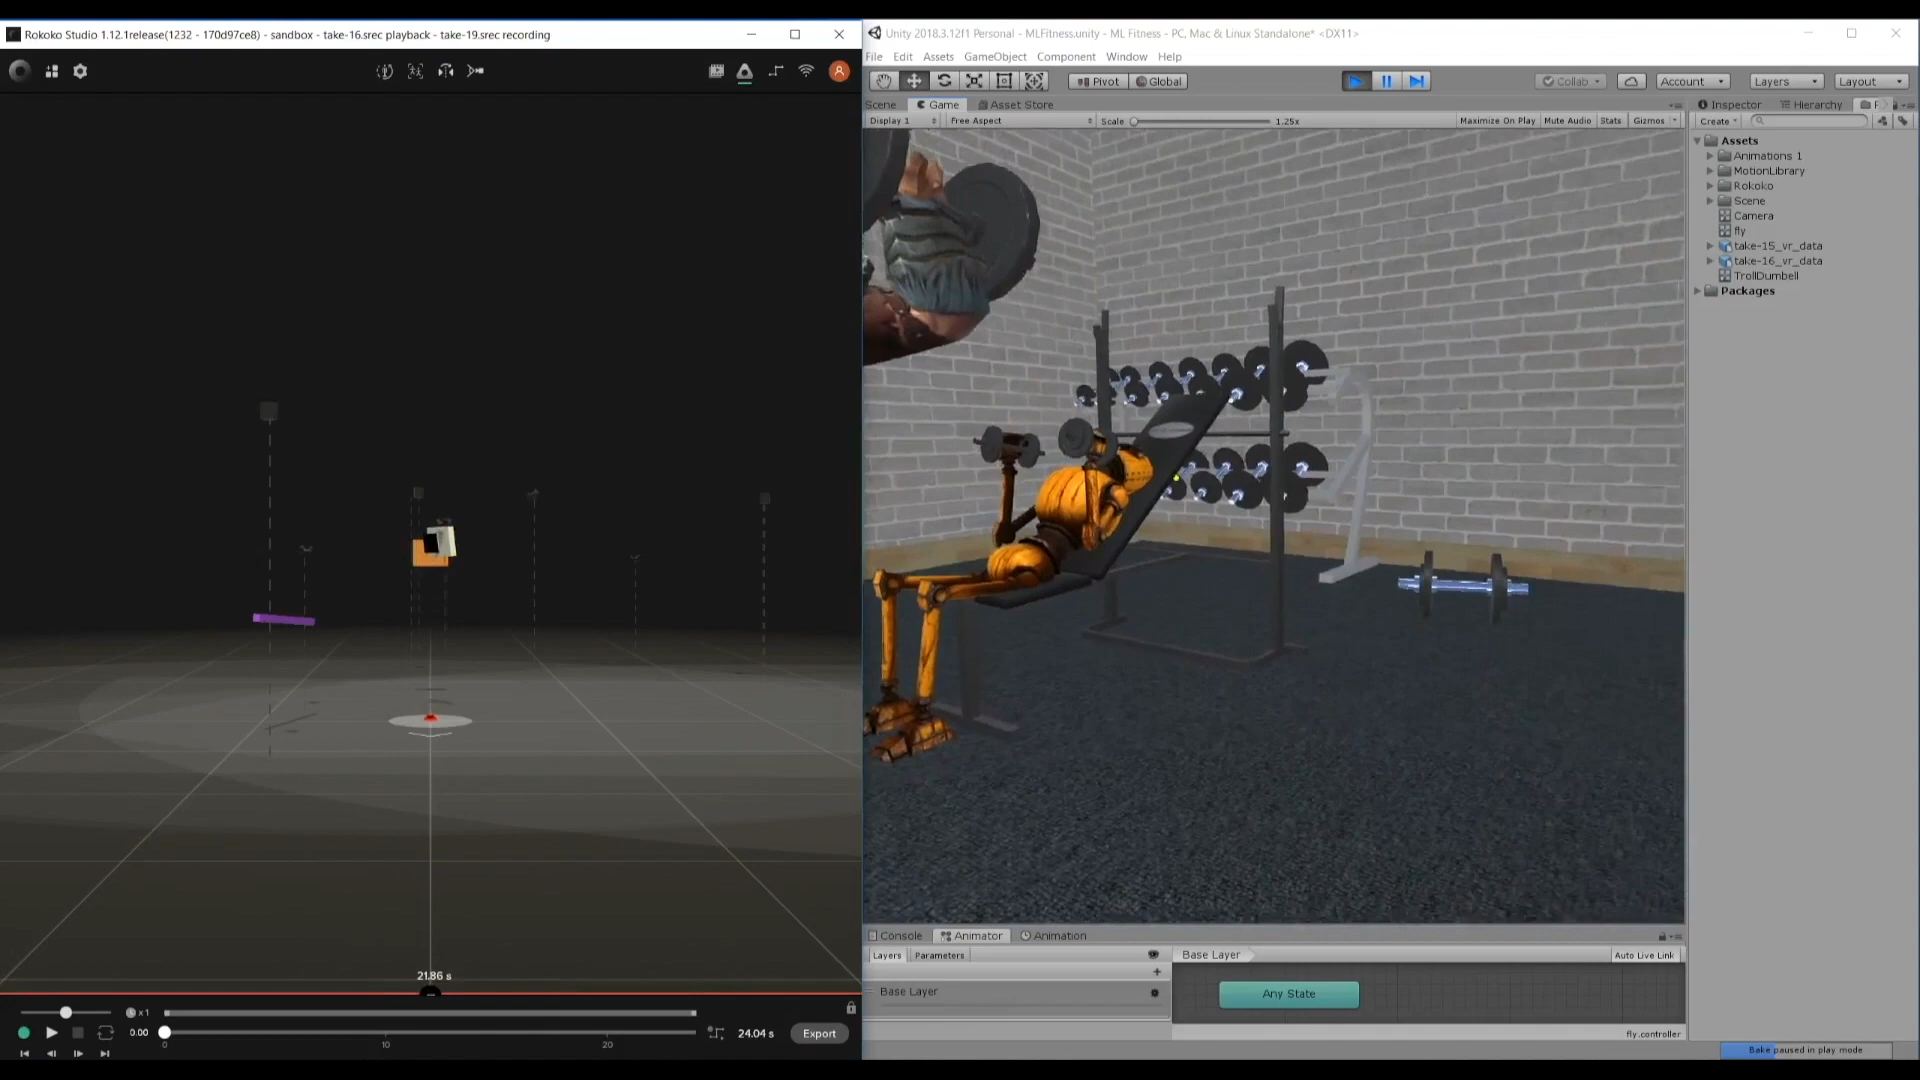 Rokoko Studio 1.12.1release(1232 - 170d97ce8) - sandbox - take-16.srec playback - take-19.srec recording
21.86 s
x1
0.00
24.04 s
Export
0 10 20
Unity 2018.3.12f1 Personal - MLFitness.unity - ML Fitness - PC, Mac & Linux Standalone* <DX11>
File Edit Assets GameObject Component Window Help
Pivot Global
Collab Account Layers Layout
Scene Game Asset Store
Display 1 Free Aspect Scale 1.25x Maximize On Play Mute Audio Stats Gizmos
Inspector Hierarchy
Create
Assets
Animations 1
MotionLibrary
Rokoko
Scene
Camera
fly
take-15_vr_data
take-16_vr_data
TrollDumbell
Packages
Console Animator Animation
Layers Parameters
Base Layer
Auto Live Link
Base Layer
Any State
fly.controller
Bake paused in play mode